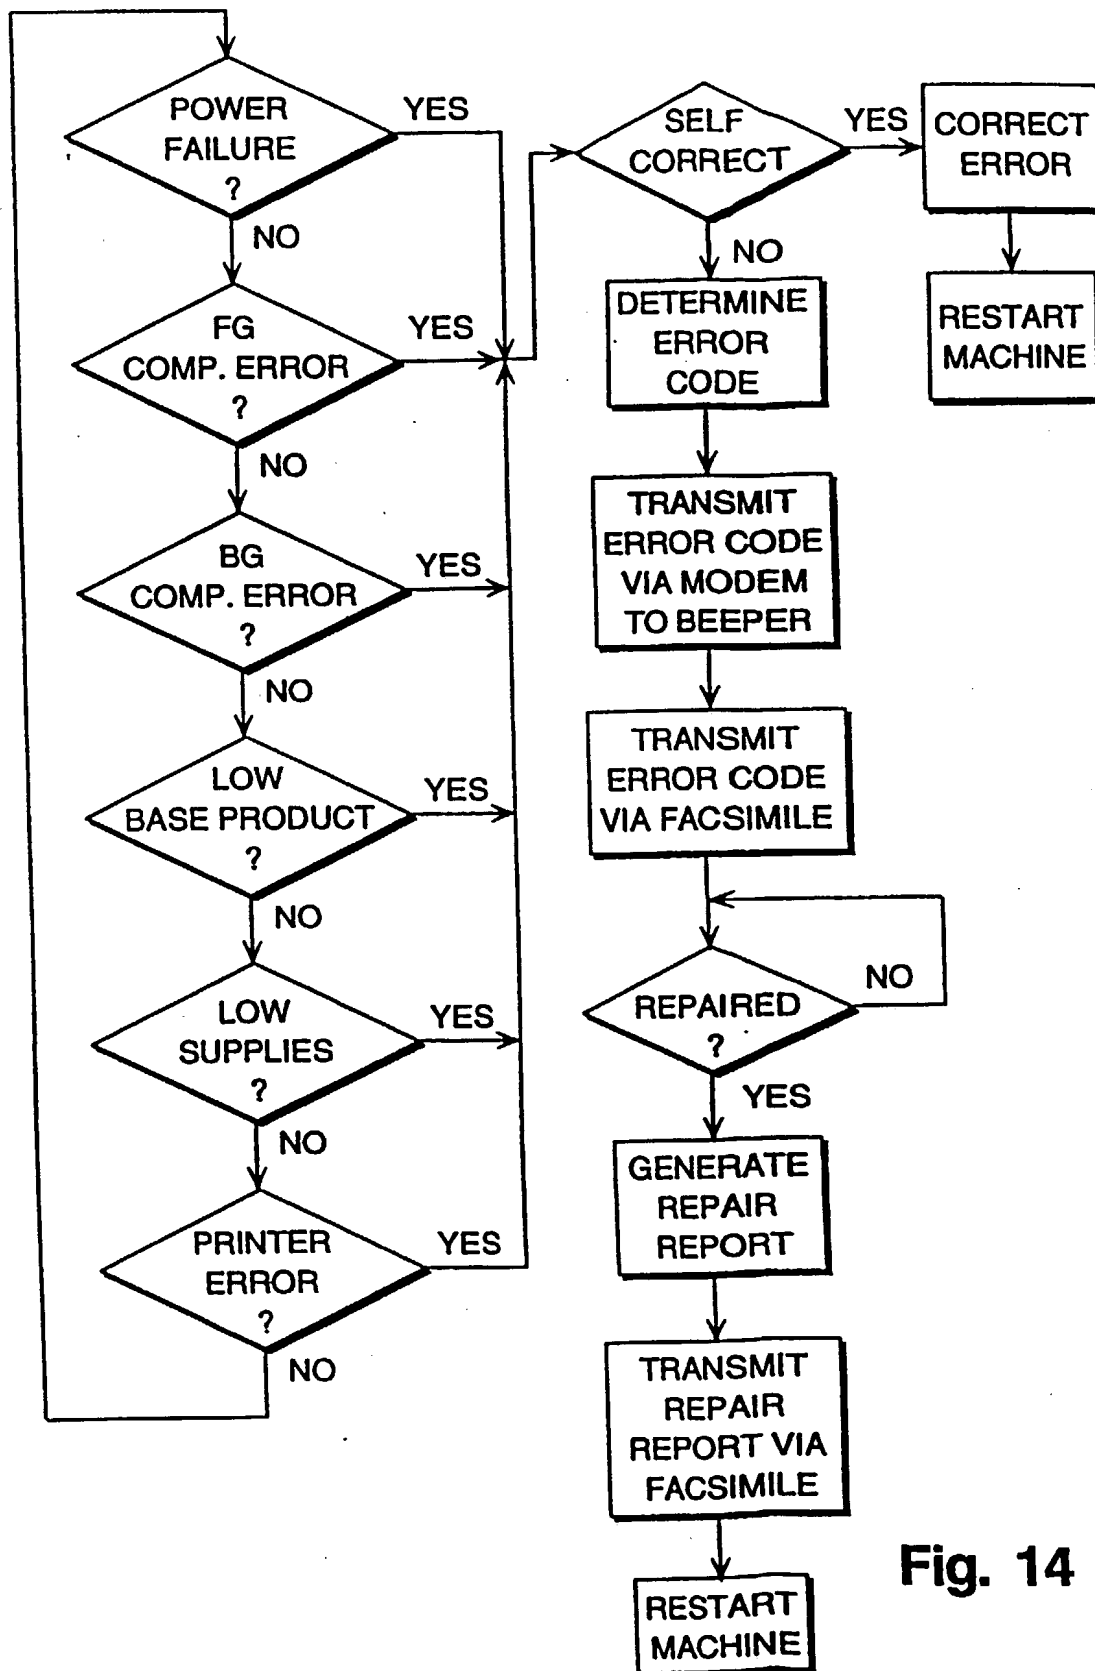 POWER
FAILURE
?
YES
NO
FG
COMP. ERROR
?
YES
NO
BG
COMP. ERROR
?
YES
NO
LOW
BASE PRODUCT
?
YES
NO
LOW
SUPPLIES
?
YES
NO
PRINTER
ERROR
?
YES
NO
SELF
CORRECT
YES
CORRECT
ERROR
RESTART
MACHINE
NO
DETERMINE
ERROR
CODE
TRANSMIT
ERROR CODE
VIA MODEM
TO BEEPER
TRANSMIT
ERROR CODE
VIA FACSIMILE
REPAIRED
?
NO
YES
GENERATE
REPAIR
REPORT
TRANSMIT
REPAIR
REPORT VIA
FACSIMILE
RESTART
MACHINE
Fig. 14